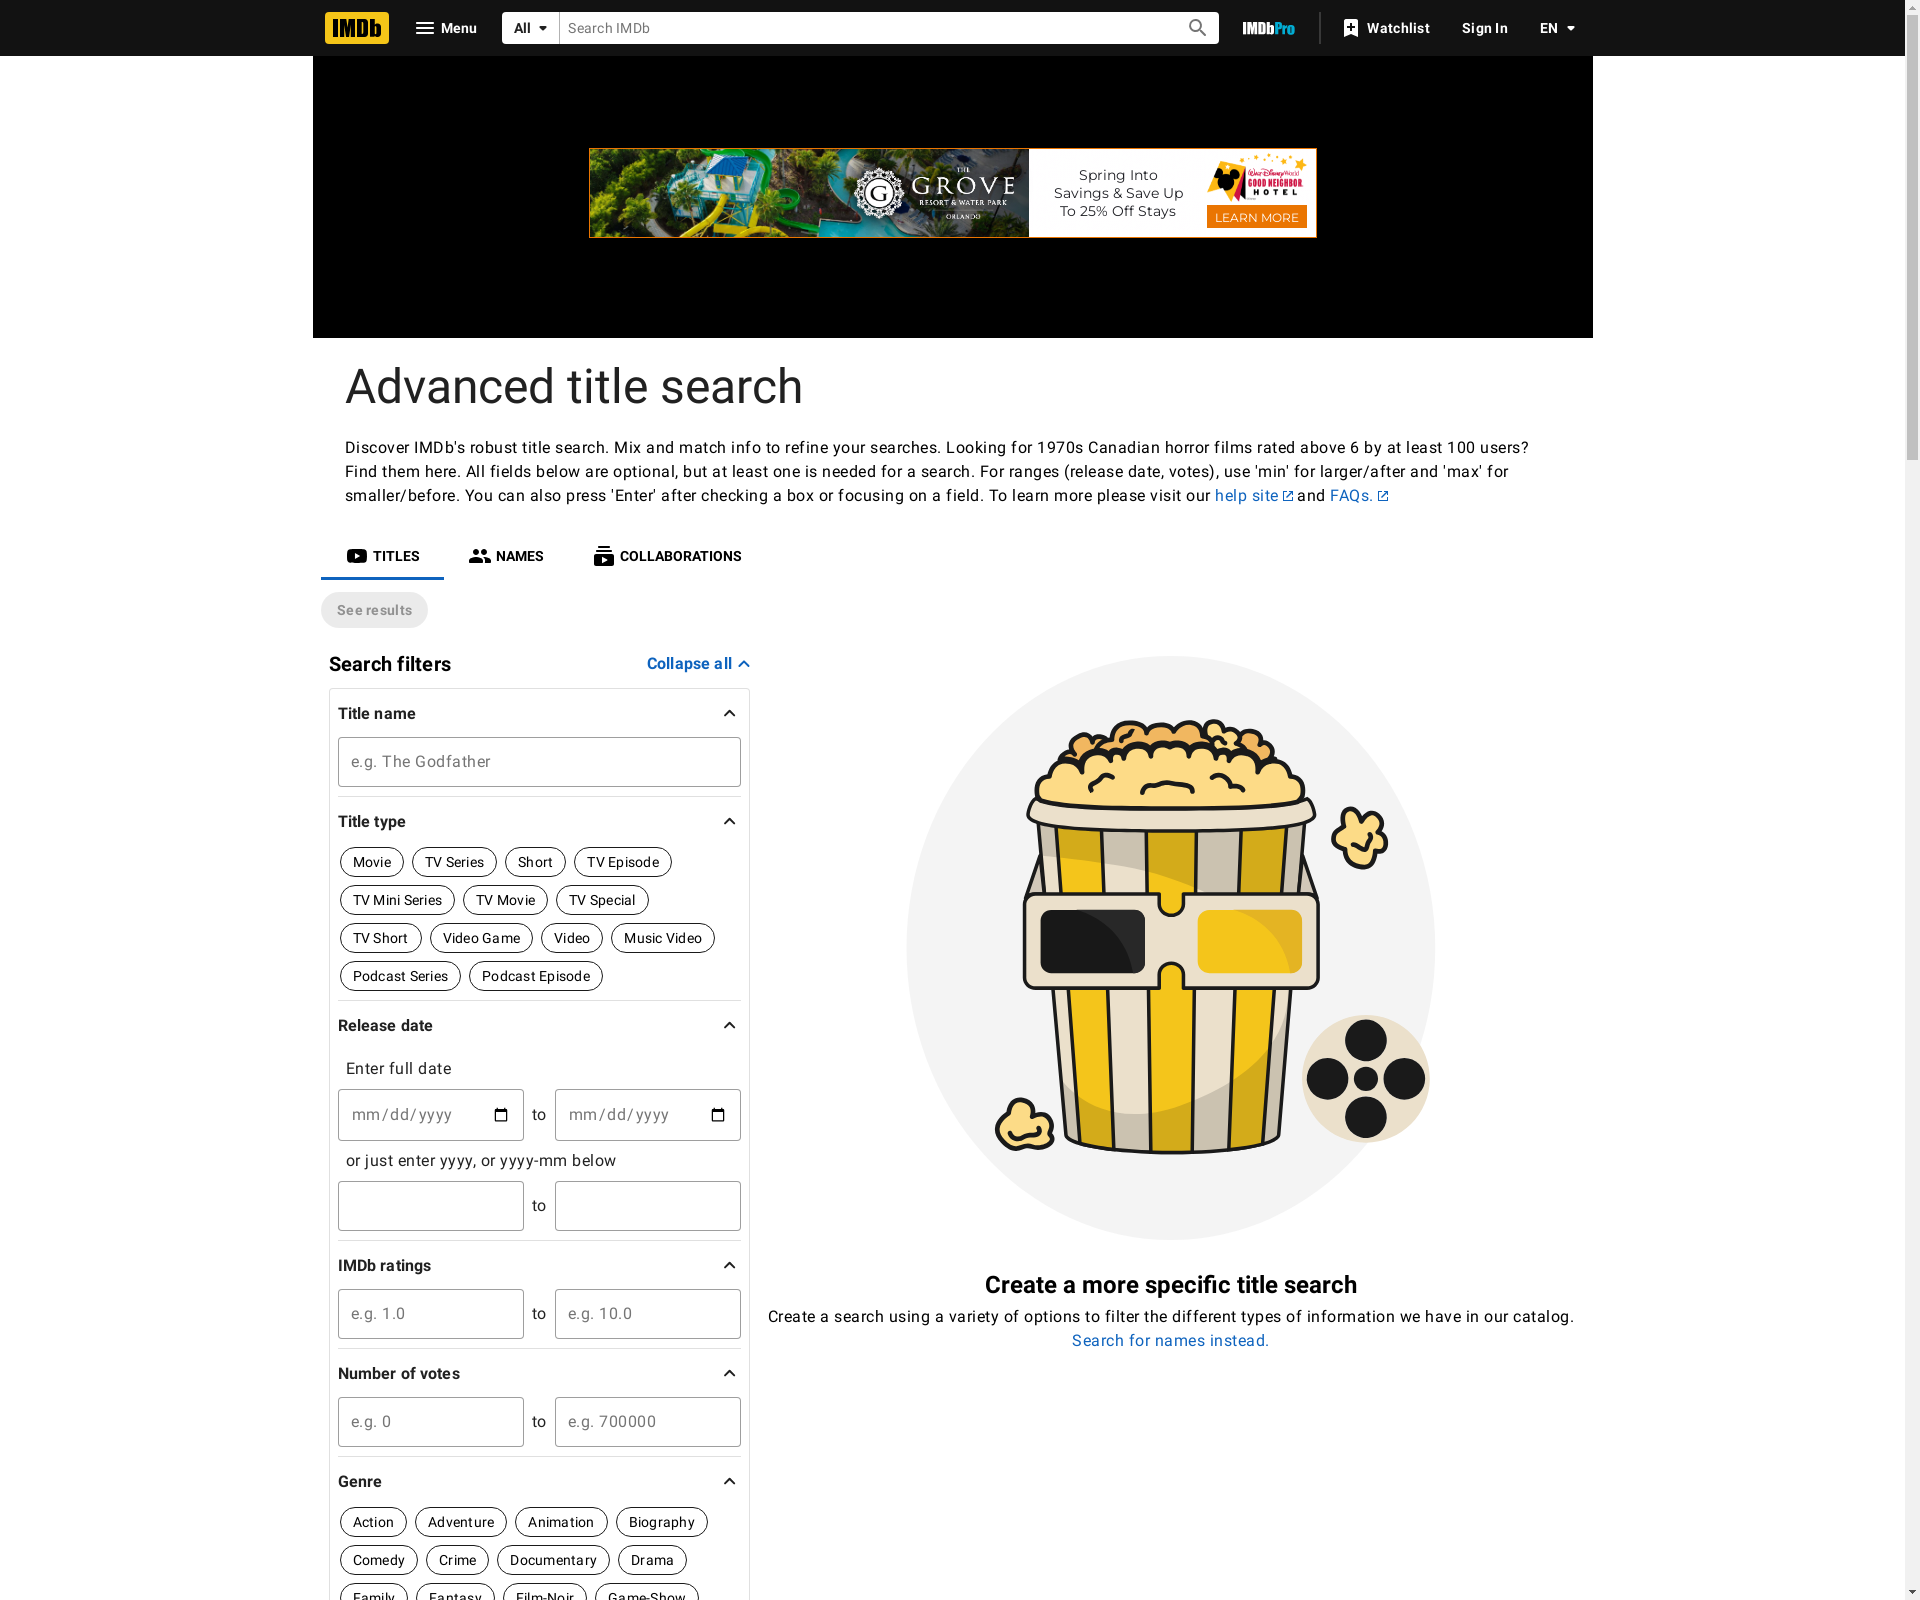 IMDb
Menu
All
Search IMDb
IMDbPro
Watchlist
Sign In
EN
THE
GROVE
RESORT & WATER PARK
ORLANDO
Spring Into
Savings & Save Up
To 25% Off Stays
Walt Disney World
GOOD NEIGHBOR
HOTEL
LEARN MORE
Advanced title search
Discover IMDb's robust title search. Mix and match info to refine your searches. Looking for 1970s Canadian horror films rated above 6 by at least 100 users?
Find them here. All fields below are optional, but at least one is needed for a search. For ranges (release date, votes), use 'min' for larger/after and 'max' for
smaller/before. You can also press 'Enter' after checking a box or focusing on a field. To learn more please visit our help site and FAQs.
TITLES
NAMES
COLLABORATIONS
See results
Search filters
Collapse all
Title name
e.g. The Godfather
Title type
Movie TV Series Short TV Episode
TV Mini Series TV Movie TV Special
TV Short Video Game Video Music Video
Podcast Series Podcast Episode
Release date
Enter full date
mm/dd/yyyy to mm/dd/yyyy
or just enter yyyy, or yyyy-mm below
to
IMDb ratings
e.g. 1.0 to e.g. 10.0
Number of votes
e.g. 0 to e.g. 700000
Genre
Action Adventure Animation Biography
Comedy Crime Documentary Drama
Family Fantasy Film-Noir Game-Show
Create a more specific title search
Create a search using a variety of options to filter the different types of information we have in our catalog.
Search for names instead.